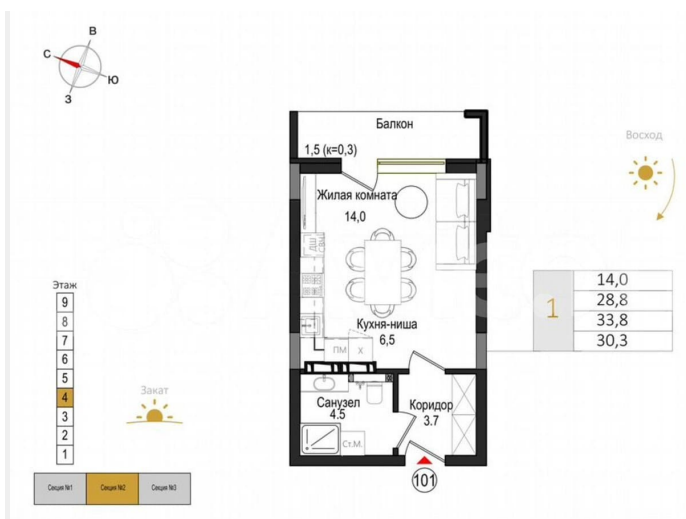 В
С
Ю
З
Балкон
1,5 (к=0,3)
Восход
Жилая комната
14,0
ДШ
СВЧ
Кухня-ниша
6,5
ПМ
Х
Этаж
9
8
7
6
5
4
3
2
1
14,0
28,8
33,8
30,3
1
Закат
Санузел
4.5
Ст.М.
Коридор
3.7
101
Секция №1
Секция №2
Секция №3